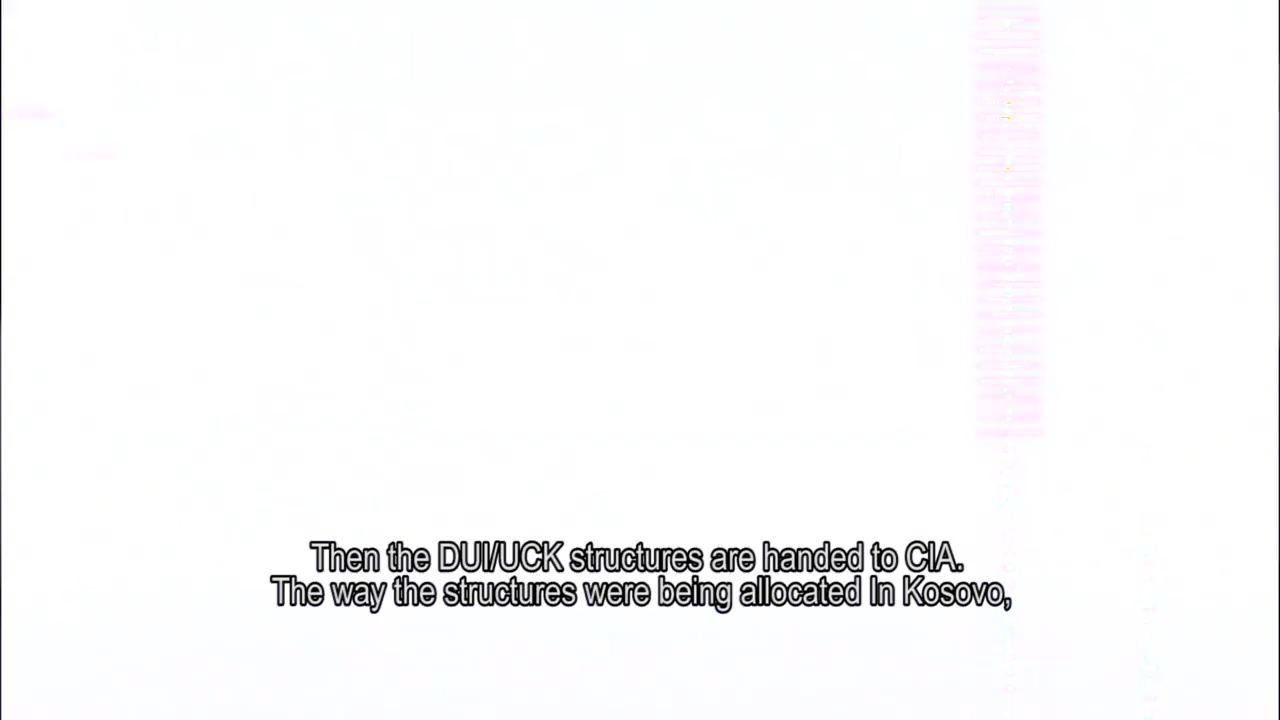 Then the DUI/UCK structures are handed to CIA.
The way the structures were being allocated In Kosovo,